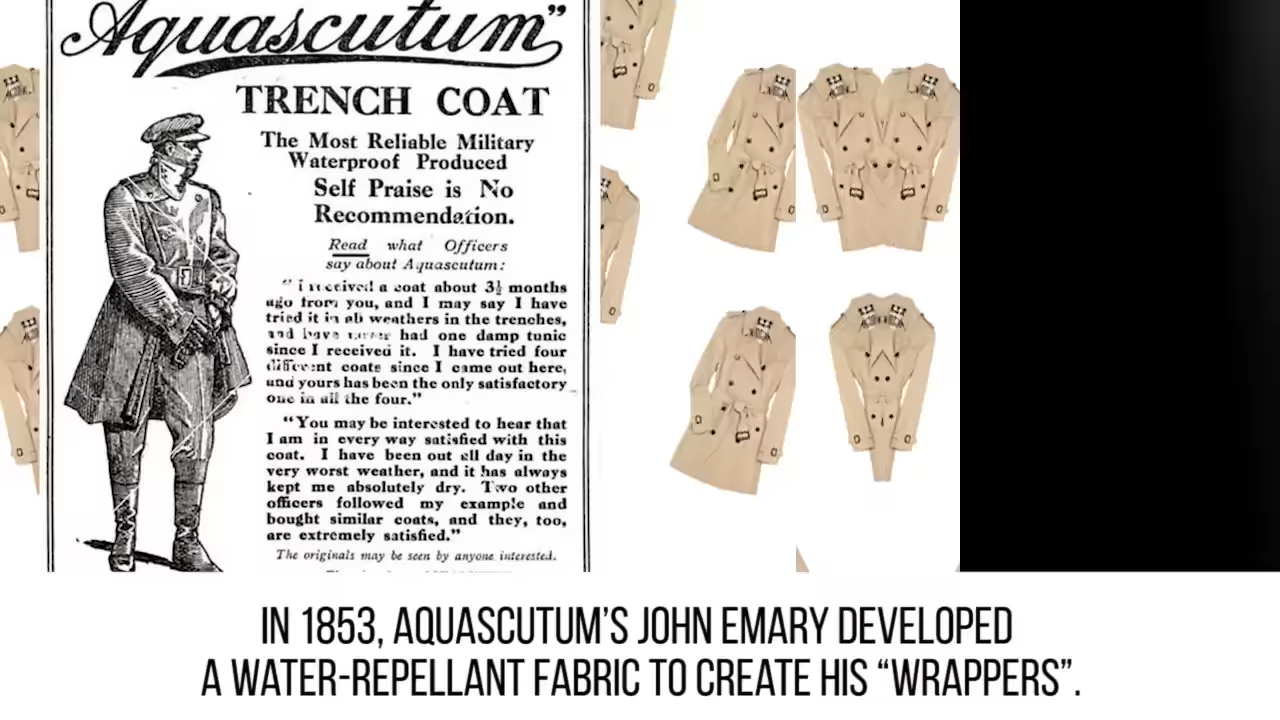 Aquascutum"
TRENCH COAT
The Most Reliable Military
Waterproof Produced
Self Praise is No
Recommendation.
Read what Officers
say about Aquascutum:
"I received a coat about 3½ months
ago from you, and I may say I have
tried it in all weathers in the trenches,
and have never had one damp tunic
since I received it. I have tried four
different coats since I came out here,
and yours has been the only satisfactory
one in all the four."
"You may be interested to hear that
I am in every way satisfied with this
coat. I have been out all day in the
very worst weather, and it has always
kept me absolutely dry. Two other
officers followed my example and
bought similar coats, and they, too,
are extremely satisfied."
The originals may be seen by anyone interested.
IN 1853, AQUASCUTUM'S JOHN EMARY DEVELOPED
A WATER-REPELLANT FABRIC TO CREATE HIS "WRAPPERS".